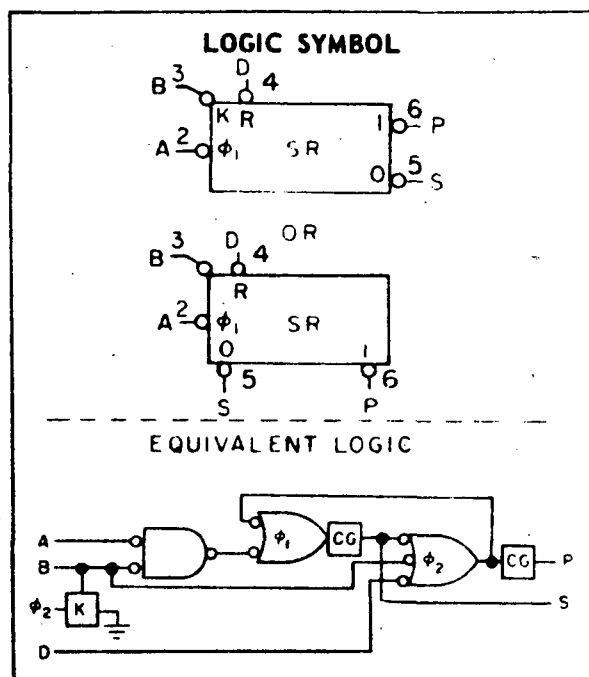 LOGIC SYMBOL
D
B 3 4
K R 6
A 2 φ1 SR 1 P
0 5 S
OR
D
B 3 4
R
A 2 φ1 SR
0 1
5 6
S P
EQUIVALENT LOGIC
A φ1 CG
B φ2 CG P
S
φ2 K
D